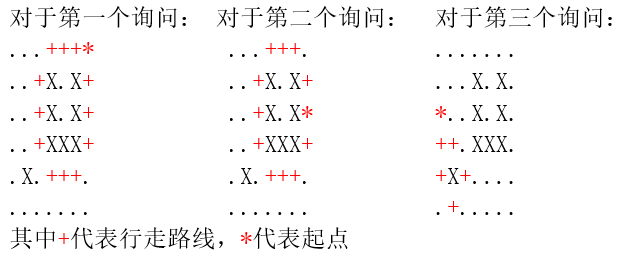 对于第一个询问： 对于第二个询问： 对于第三个询问：
...+++* ...+++. .......
..+X.X+ ..+X.X+ ...X.X.
..+X.X+ ..+X.X* *..X.X.
..+XXX+ ..+XXX+ ++.XXX.
.X.+++. .X.+++. +X+....
....... ....... .+.....
其中+代表行走路线，*代表起点